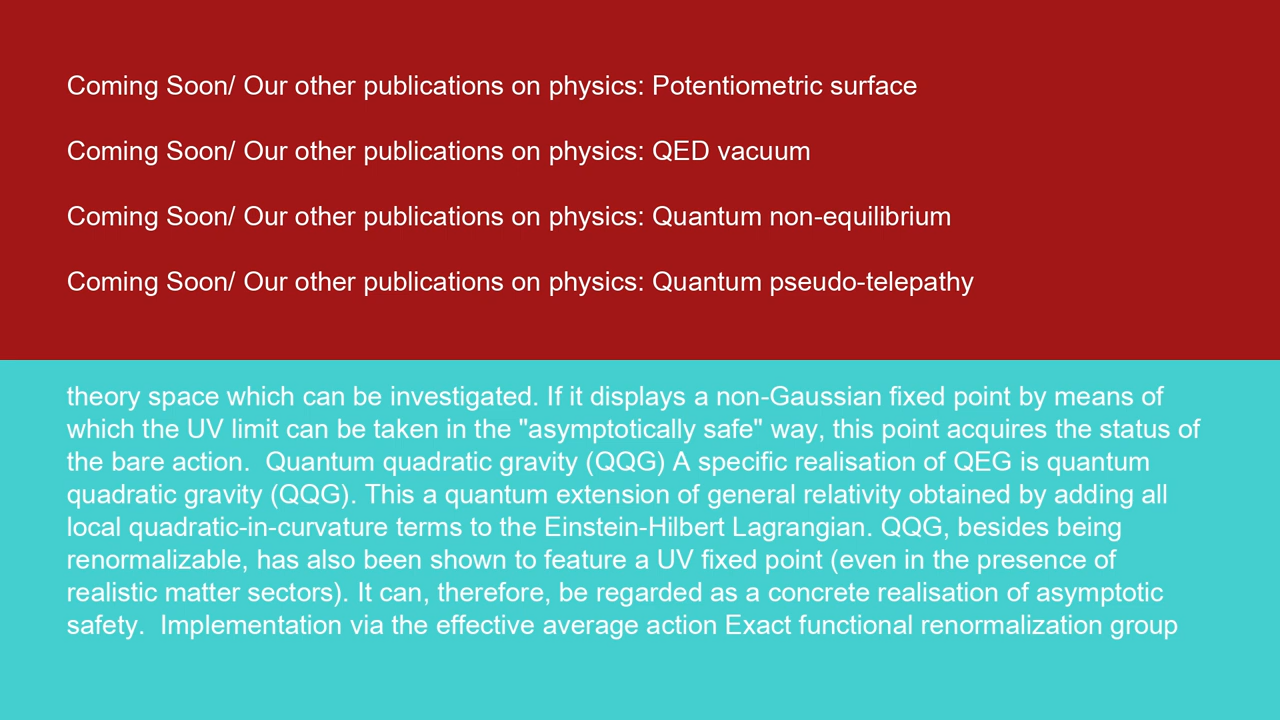 Coming Soon/ Our other publications on physics: Potentiometric surface
Coming Soon/ Our other publications on physics: QED vacuum
Coming Soon/ Our other publications on physics: Quantum non-equilibrium
Coming Soon/ Our other publications on physics: Quantum pseudo-telepathy
theory space which can be investigated. If it displays a non-Gaussian fixed point by means of
which the UV limit can be taken in the "asymptotically safe" way, this point acquires the status of
the bare action.  Quantum quadratic gravity (QQG) A specific realisation of QEG is quantum
quadratic gravity (QQG). This a quantum extension of general relativity obtained by adding all
local quadratic-in-curvature terms to the Einstein-Hilbert Lagrangian. QQG, besides being
renormalizable, has also been shown to feature a UV fixed point (even in the presence of
realistic matter sectors). It can, therefore, be regarded as a concrete realisation of asymptotic
safety.  Implementation via the effective average action Exact functional renormalization group